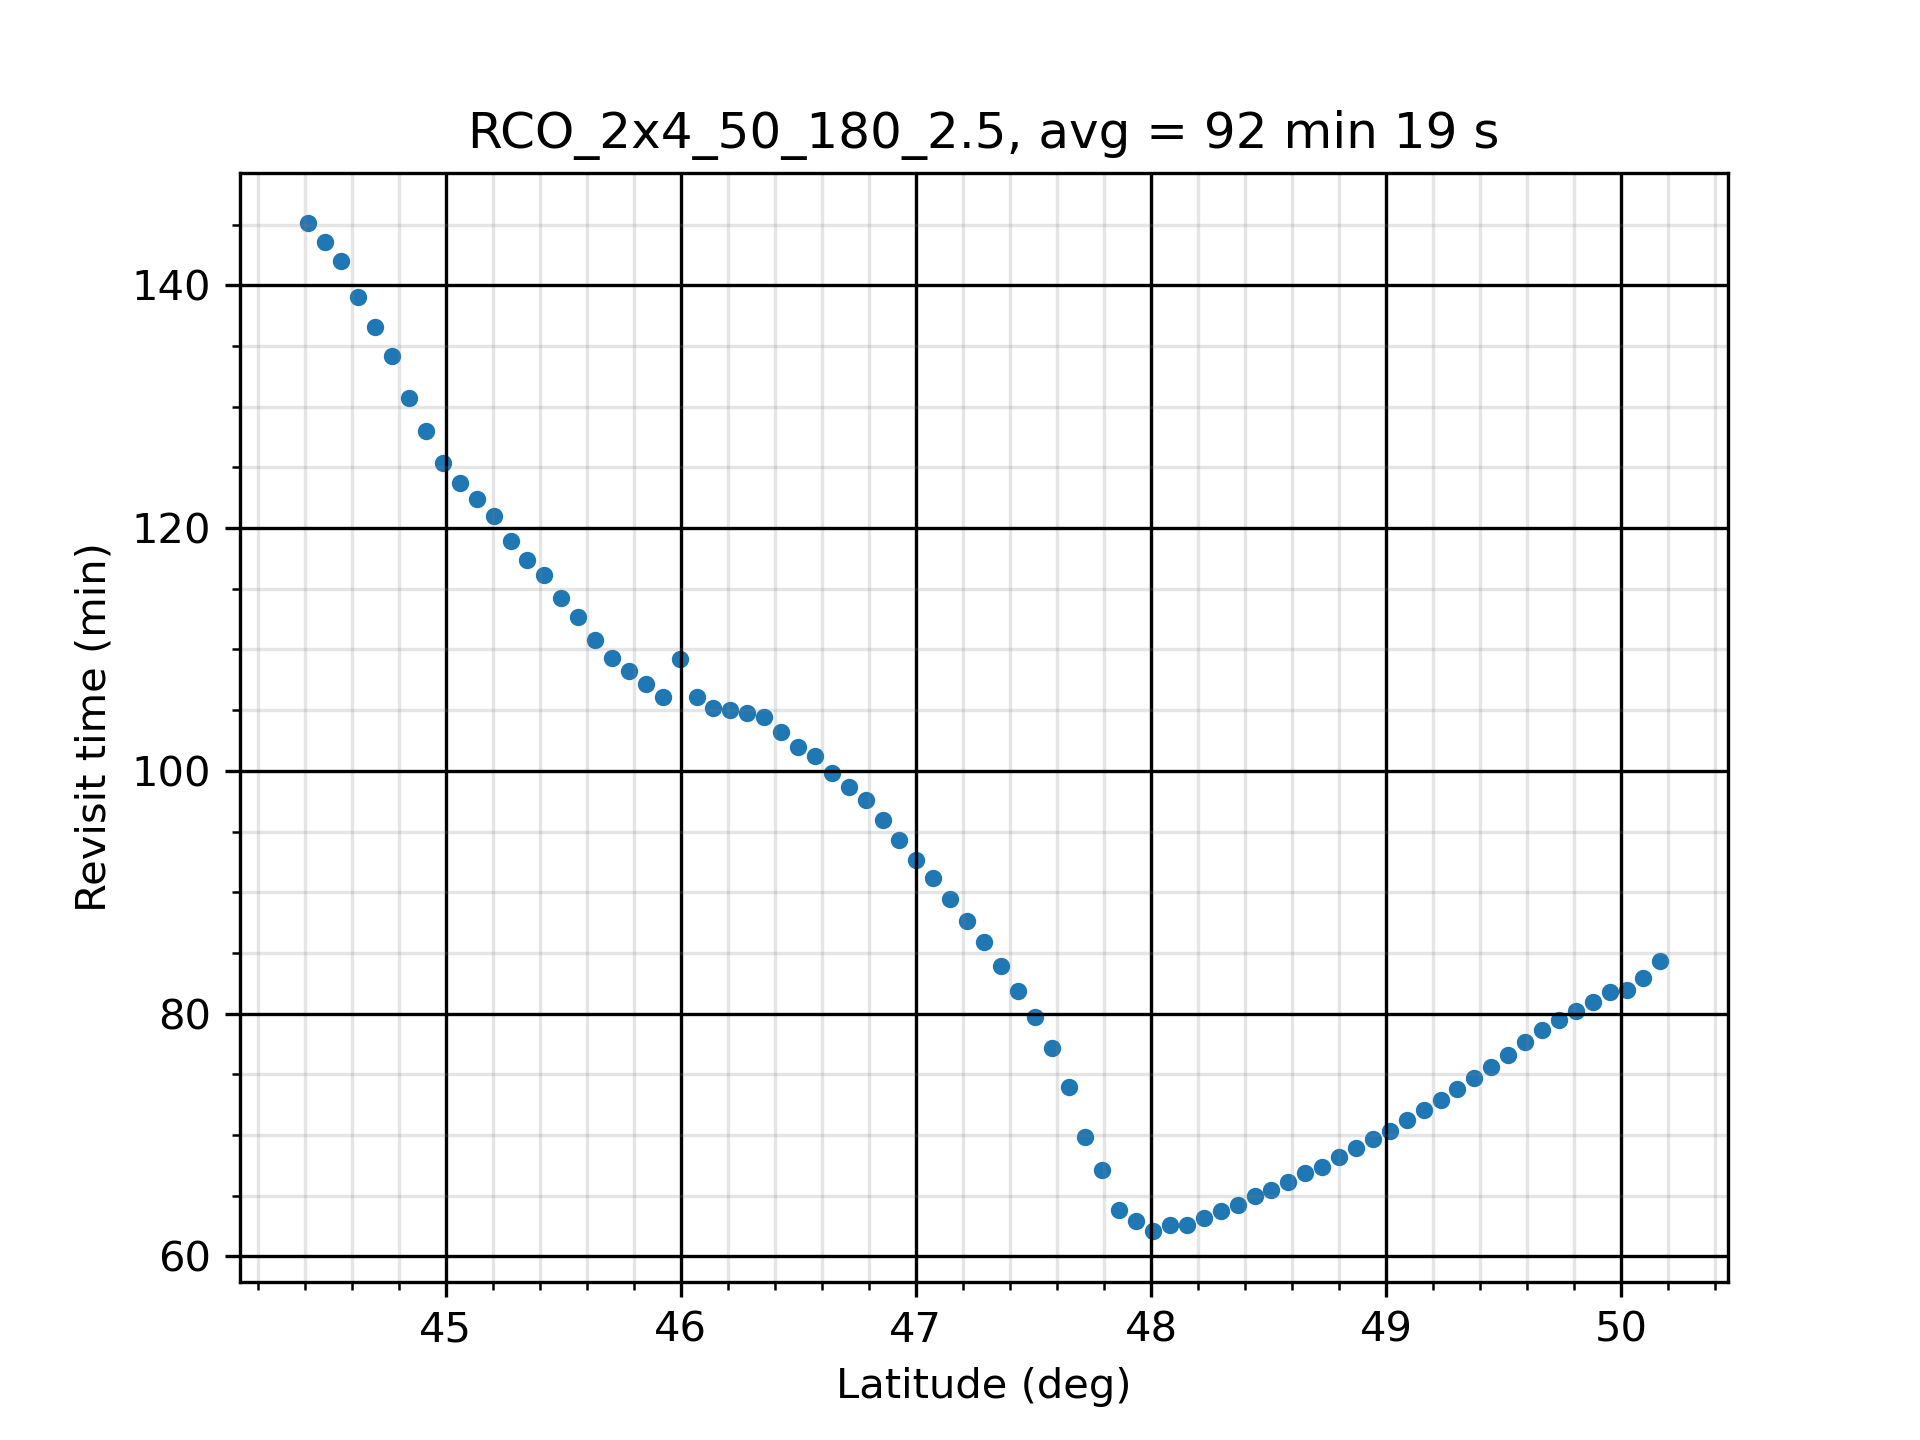 RCO_2x4_50_180_2.5, avg = 92 min 19 s
140
120
100
80
60
Revisit time (min)
45 46 47 48 49 50
Latitude (deg)